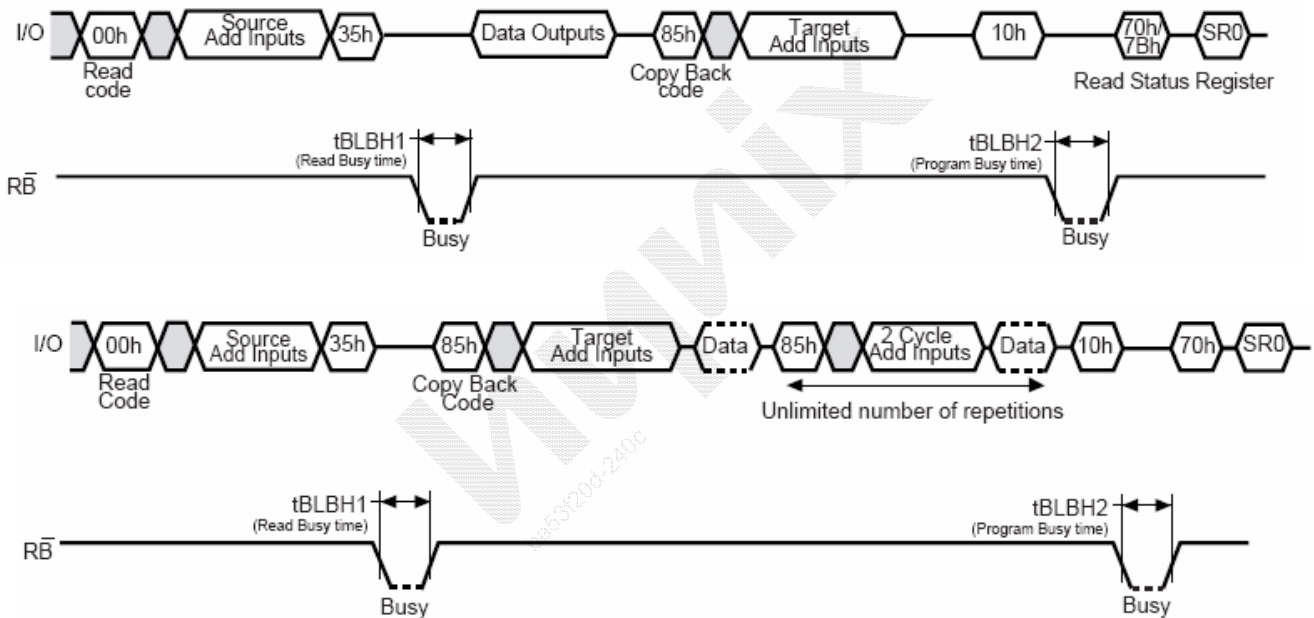 I/O 00h Source Add Inputs 35h Data Outputs 85h Target Add Inputs 10h 70h/ 7Bh SR0
Read code
Copy Back code
Read Status Register
tBLBH1
(Read Busy time)
tBLBH2
(Program Busy time)
RB̅
Busy
Busy
I/O 00h Source Add Inputs 35h 85h Target Add Inputs Data 85h 2 Cycle Add Inputs Data 10h 70h SR0
Read Code
Copy Back Code
Unlimited number of repetitions
tBLBH1
(Read Busy time)
tBLBH2
(Program Busy time)
RB̅
Busy
Busy